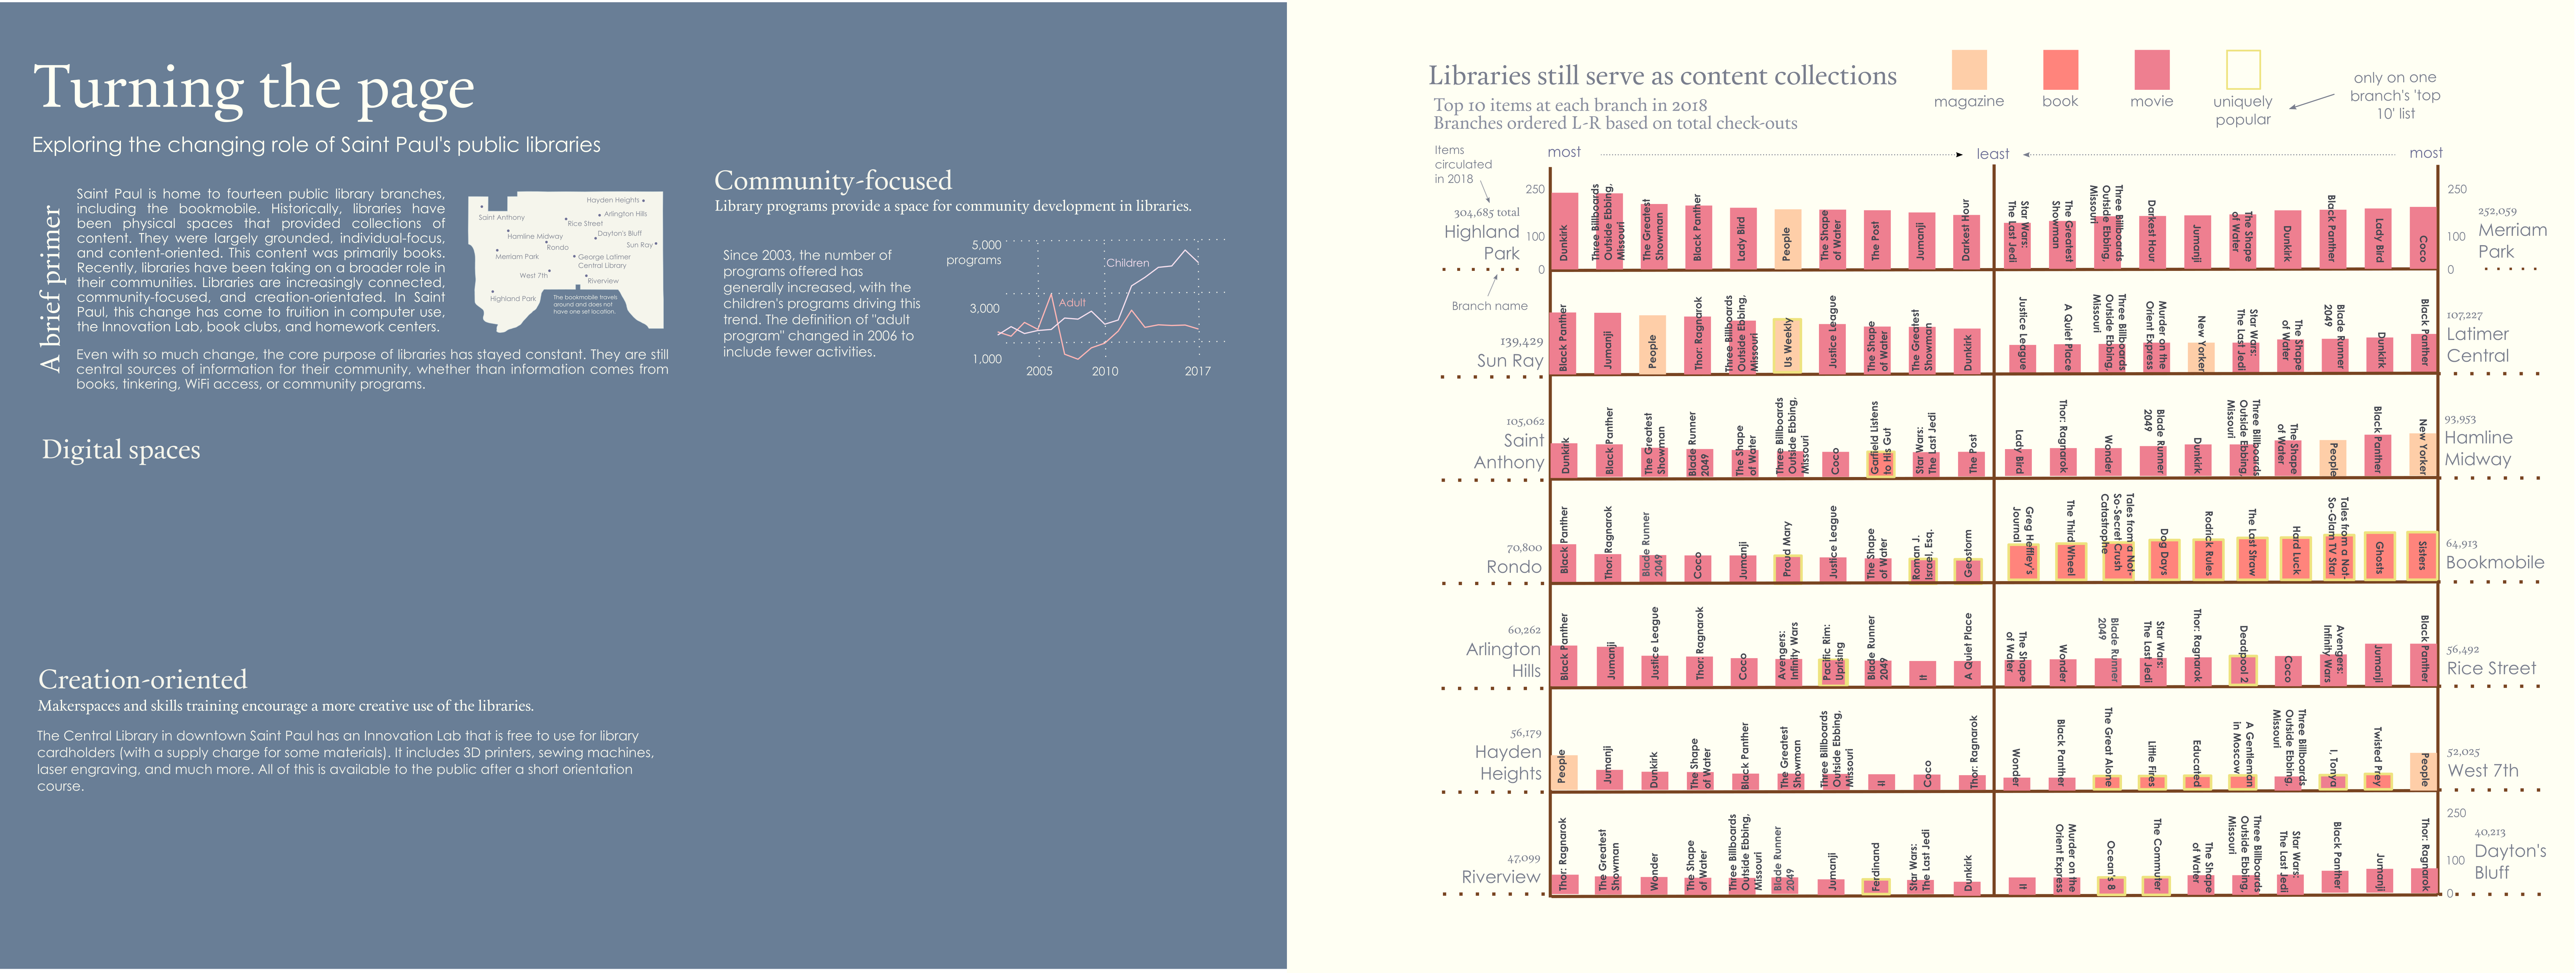 Turning the page
Exploring the changing role of Saint Paul's public libraries
A brief primer
Saint Paul is home to fourteen public library branches,
including the bookmobile. Historically, libraries have
been physical spaces that provided collections of
content. They were largely grounded, individual-focus,
and content-oriented. This content was primarily books.
Recently, libraries have been taking on a broader role in
their communities. Libraries are increasingly connected,
community-focused, and creation-orientated. In Saint
Paul, this change has come to fruition in computer use,
the Innovation Lab, book clubs, and homework centers.
Hayden Heights
Saint Anthony
Arlington Hills
Rice Street
Hamline Midway
Dayton's Bluff
Rondo
Sun Ray
Merriam Park
George Latimer
Central Library
West 7th
Riverview
Highland Park
The bookmobile travels
around and does not
have one set location.
Even with so much change, the core purpose of libraries has stayed constant. They are still
central sources of information for their community, whether than information comes from
books, tinkering, WiFi access, or community programs.
Digital spaces
Creation-oriented
Makerspaces and skills training encourage a more creative use of the libraries.
The Central Library in downtown Saint Paul has an Innovation Lab that is free to use for library
cardholders (with a supply charge for some materials). It includes 3D printers, sewing machines,
laser engraving, and much more. All of this is available to the public after a short orientation
course.
Community-focused
Library programs provide a space for community development in libraries.
Since 2003, the number of
programs offered has
generally increased, with the
children's programs driving this
trend. The definition of "adult
program" changed in 2006 to
include fewer activities.
5,000
programs
3,000
1,000
Children
Adult
2005
2010
2017
Libraries still serve as content collections
Top 10 items at each branch in 2018
Branches ordered L-R based on total check-outs
magazine
book
movie
uniquely
popular
only on one
branch's 'top
10' list
Items
circulated
in 2018
most
least
most
250
100
0
304,685 total
Highland
Park
Branch name
Dunkirk
Three Billboards
Outside Ebbing,
Missouri
The Greatest
Showman
Black Panther
Lady Bird
People
The Shape
of Water
The Post
Jumanji
Darkest Hour
Star Wars:
The Last Jedi
The Greatest
Showman
Three Billboards
Outside Ebbing,
Missouri
Darkest Hour
Jumanji
The Shape
of Water
Dunkirk
Black Panther
Lady Bird
Coco
250
100
0
252,059
Merriam
Park
139,429
Sun Ray
Black Panther
Jumanji
People
Thor: Ragnarok
Three Billboards
Outside Ebbing,
Missouri
Us Weekly
Justice League
The Shape
of Water
The Greatest
Showman
Dunkirk
Justice League
A Quiet Place
Three Billboards
Outside Ebbing,
Missouri
Murder on the
Orient Express
New Yorker
Star Wars:
The Last Jedi
The Shape
of Water
Blade Runner
2049
Dunkirk
Black Panther
107,227
Latimer
Central
105,062
Saint
Anthony
Dunkirk
Black Panther
The Greatest
Showman
Blade Runner
2049
The Shape
of Water
Three Billboards
Outside Ebbing,
Missouri
Coco
Garfield Listens
to His Gut
Star Wars:
The Last Jedi
The Post
Lady Bird
Thor: Ragnarok
Wonder
Blade Runner
2049
Dunkirk
Three Billboards
Outside Ebbing,
Missouri
The Shape
of Water
People
Black Panther
New Yorker
93,953
Hamline
Midway
70,800
Rondo
Black Panther
Thor: Ragnarok
Blade Runner
2049
Coco
Jumanji
Proud Mary
Justice League
The Shape
of Water
Roman J.
Israel, Esq.
Geostorm
Greg Heffley's
Journal
The Third Wheel
Tales from a Not-
So-Secret Crush
Catastrophe
Dog Days
Rodrick Rules
The Last Straw
Hard Luck
Tales from a Not-
So-Glam TV Star
Ghosts
Sisters
64,913
Bookmobile
60,262
Arlington
Hills
Black Panther
Jumanji
Justice League
Thor: Ragnarok
Coco
Avengers:
Infinity Wars
Pacific Rim:
Uprising
Blade Runner
2049
It
A Quiet Place
The Shape
of Water
Wonder
Blade Runner
2049
Star Wars:
The Last Jedi
Thor: Ragnarok
Deadpool 2
Coco
Avengers:
Infinity Wars
Jumanji
Black Panther
56,492
Rice Street
56,179
Hayden
Heights
People
Jumanji
Dunkirk
The Shape
of Water
Black Panther
The Greatest
Showman
Three Billboards
Outside Ebbing,
Missouri
It
Coco
Thor: Ragnarok
Wonder
Black Panther
The Great Alone
Little Fires
Educated
A Gentleman
in Moscow
Three Billboards
Outside Ebbing,
Missouri
I, Tonya
Twisted Prey
People
52,025
West 7th
47,099
Riverview
Thor: Ragnarok
The Greatest
Showman
Wonder
The Shape
of Water
Three Billboards
Outside Ebbing,
Missouri
Blade Runner
2049
Jumanji
Ferdinand
Star Wars:
The Last Jedi
Dunkirk
It
Murder on the
Orient Express
Ocean's 8
The Commuter
The Shape
of Water
Three Billboards
Outside Ebbing,
Missouri
Star Wars:
The Last Jedi
Black Panther
Jumanji
Thor: Ragnarok
250
100
0
40,213
Dayton's
Bluff